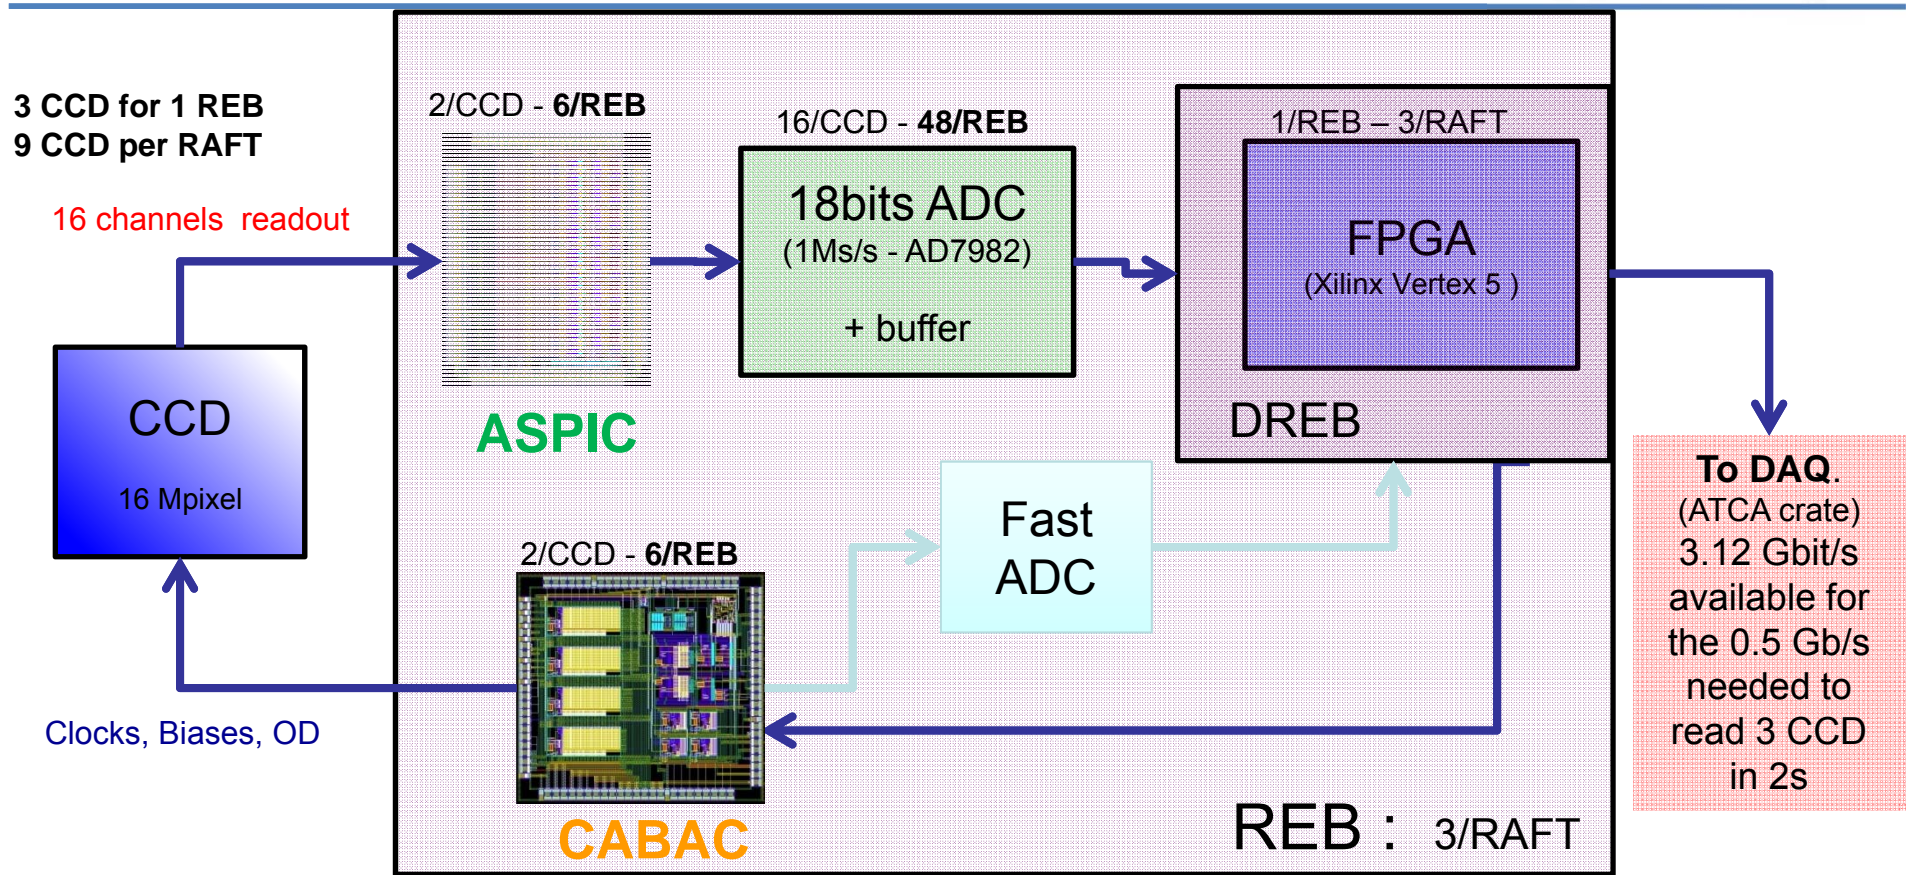 3 CCD for 1 REB
9 CCD per RAFT
16 channels  readout
CCD
16 Mpixel
Clocks, Biases, OD
2/CCD - 6/REB
ASPIC
16/CCD - 48/REB
18bits ADC
(1Ms/s - AD7982)
+ buffer
1/REB – 3/RAFT
FPGA
(Xilinx Vertex 5 )
DREB
Fast
ADC
2/CCD - 6/REB
CABAC
REB : 3/RAFT
To DAQ.
(ATCA crate)
3.12 Gbit/s
available for
the 0.5 Gb/s
needed to
read 3 CCD
in 2s